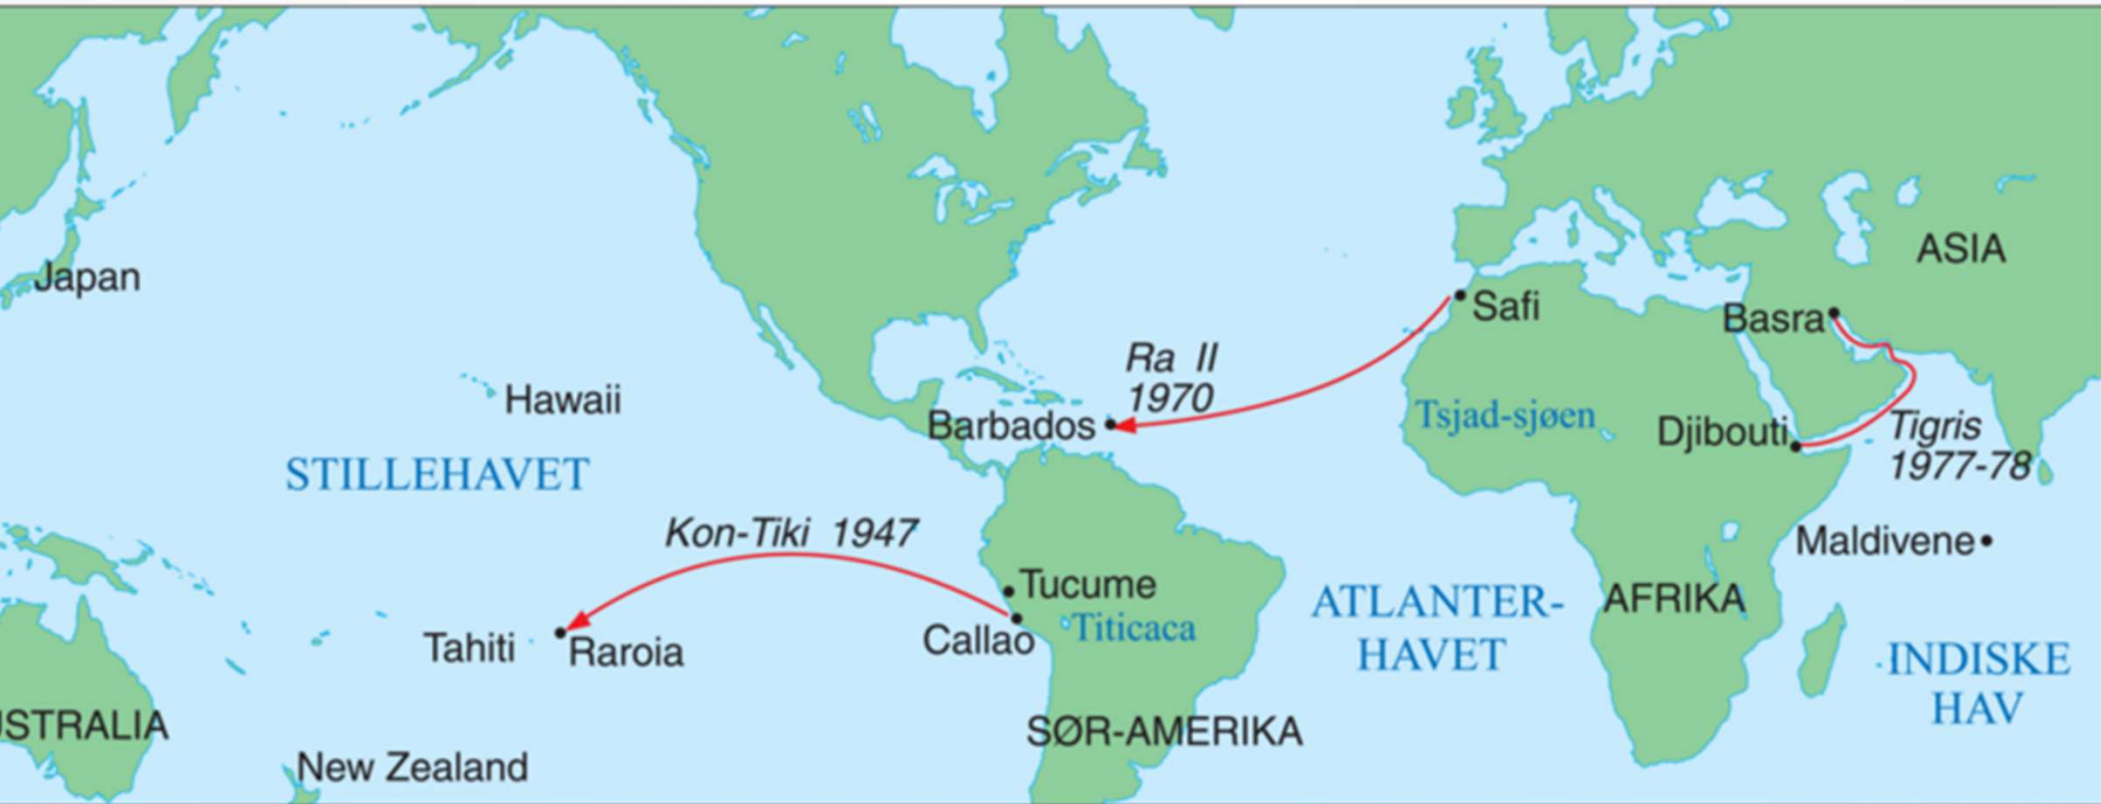 ASIA
Japan
Safi
Basra
Ra II
1970
Hawaii
Barbados
Tsjad-sjøen
Djibouti
Tigris
1977-78
STILLEHAVET
Kon-Tiki 1947
Maldivene
Tucume
Callao
Titicaca
ATLANTER-
HAVET
AFRIKA
Tahiti
Raroia
INDISKE
HAV
USTRALIA
SØR-AMERIKA
New Zealand